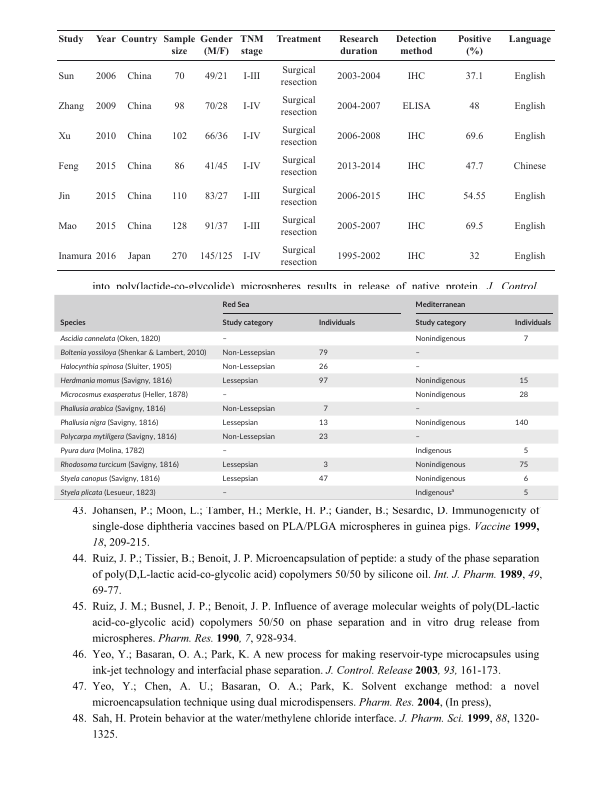 Study Year Country Sample size Gender (M/F) TNM stage Treatment Research duration Detection method Positive (%) Language
Sun 2006 China 70 49/21 I-III Surgical resection 2003-2004 IHC 37.1 English
Zhang 2009 China 98 70/28 I-IV Surgical resection 2004-2007 ELISA 48 English
Xu 2010 China 102 66/36 I-IV Surgical resection 2006-2008 IHC 69.6 English
Feng 2015 China 86 41/45 I-IV Surgical resection 2013-2014 IHC 47.7 Chinese
Jin 2015 China 110 83/27 I-III Surgical resection 2006-2015 IHC 54.55 English
Mao 2015 China 128 91/37 I-III Surgical resection 2005-2007 IHC 69.5 English
Inamura 2016 Japan 270 145/125 I-IV Surgical resection 1995-2002 IHC 32 English
into poly(lactide-co-glycolide) microspheres results in release of native protein. J. Control.
Red Sea Mediterranean
Species Study category Individuals Study category Individuals
Ascidia cannelata (Oken, 1820) – Nonindigenous 7
Boltenia yossiloya (Shenkar & Lambert, 2010) Non-Lessepsian 79 –
Halocynthia spinosa (Sluiter, 1905) Non-Lessepsian 26 –
Herdmania momus (Savigny, 1816) Lessepsian 97 Nonindigenous 15
Microcosmus exasperatus (Heller, 1878) – Nonindigenous 28
Phallusia arabica (Savigny, 1816) Non-Lessepsian 7 –
Phallusia nigra (Savigny, 1816) Lessepsian 13 Nonindigenous 140
Polycarpa mytiligera (Savigny, 1816) Non-Lessepsian 23 –
Pyura dura (Molina, 1782) – Indigenous 5
Rhodosoma turcicum (Savigny, 1816) Lessepsian 3 Nonindigenous 75
Styela canopus (Savigny, 1816) Lessepsian 47 Nonindigenous 6
Styela plicata (Lesueur, 1823) – Indigenousᵃ 5
43. Johansen, P.; Moon, L.; Tamber, H.; Merkle, H. P.; Gander, B.; Sesardic, D. Immunogenicity of
single-dose diphtheria vaccines based on PLA/PLGA microspheres in guinea pigs. Vaccine 1999,
18, 209-215.
44. Ruiz, J. P.; Tissier, B.; Benoit, J. P. Microencapsulation of peptide: a study of the phase separation
of poly(D,L-lactic acid-co-glycolic acid) copolymers 50/50 by silicone oil. Int. J. Pharm. 1989, 49,
69-77.
45. Ruiz, J. M.; Busnel, J. P.; Benoit, J. P. Influence of average molecular weights of poly(DL-lactic
acid-co-glycolic acid) copolymers 50/50 on phase separation and in vitro drug release from
microspheres. Pharm. Res. 1990, 7, 928-934.
46. Yeo, Y.; Basaran, O. A.; Park, K. A new process for making reservoir-type microcapsules using
ink-jet technology and interfacial phase separation. J. Control. Release 2003, 93, 161-173.
47. Yeo, Y.; Chen, A. U.; Basaran, O. A.; Park, K. Solvent exchange method: a novel
microencapsulation technique using dual microdispensers. Pharm. Res. 2004, (In press),
48. Sah, H. Protein behavior at the water/methylene chloride interface. J. Pharm. Sci. 1999, 88, 1320-
1325.